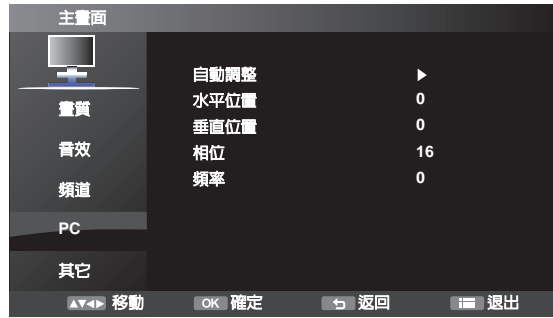 主畫面
畫質
音效
頻道
PC
其它
自動調整 ▶
水平位置 0
垂直位置 0
相位 16
頻率 0
▲▼◀▶ 移動 OK 確定 返回 退出